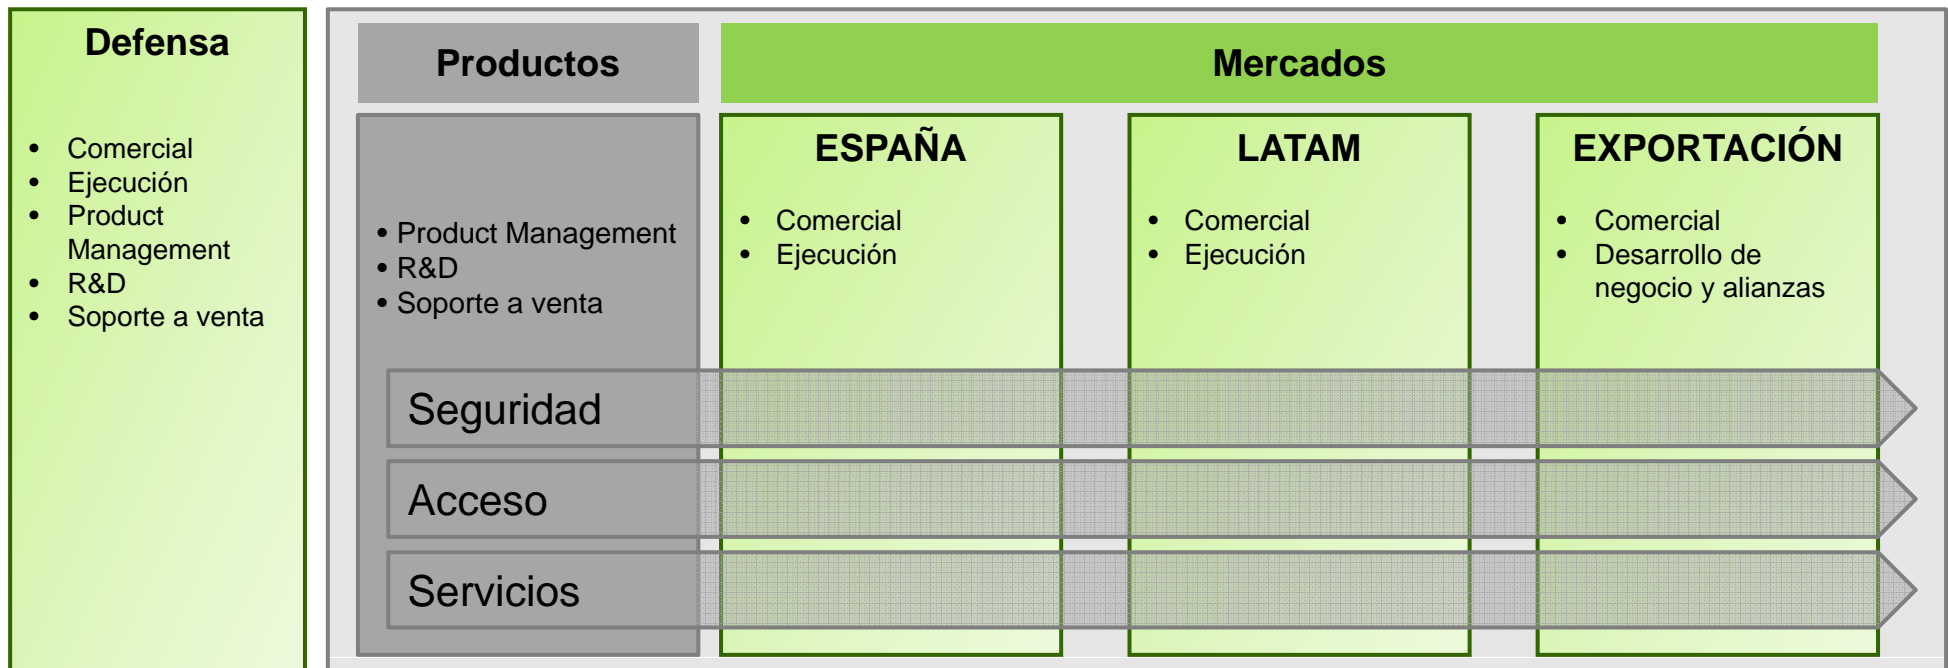 Defensa
• Comercial
• Ejecución
• Product
Management
• R&D
• Soporte a venta
Productos
• Product Management
• R&D
• Soporte a venta
Mercados
ESPAÑA
• Comercial
• Ejecución
LATAM
• Comercial
• Ejecución
EXPORTACIÓN
• Comercial
• Desarrollo de
negocio y alianzas
Seguridad
Acceso
Servicios